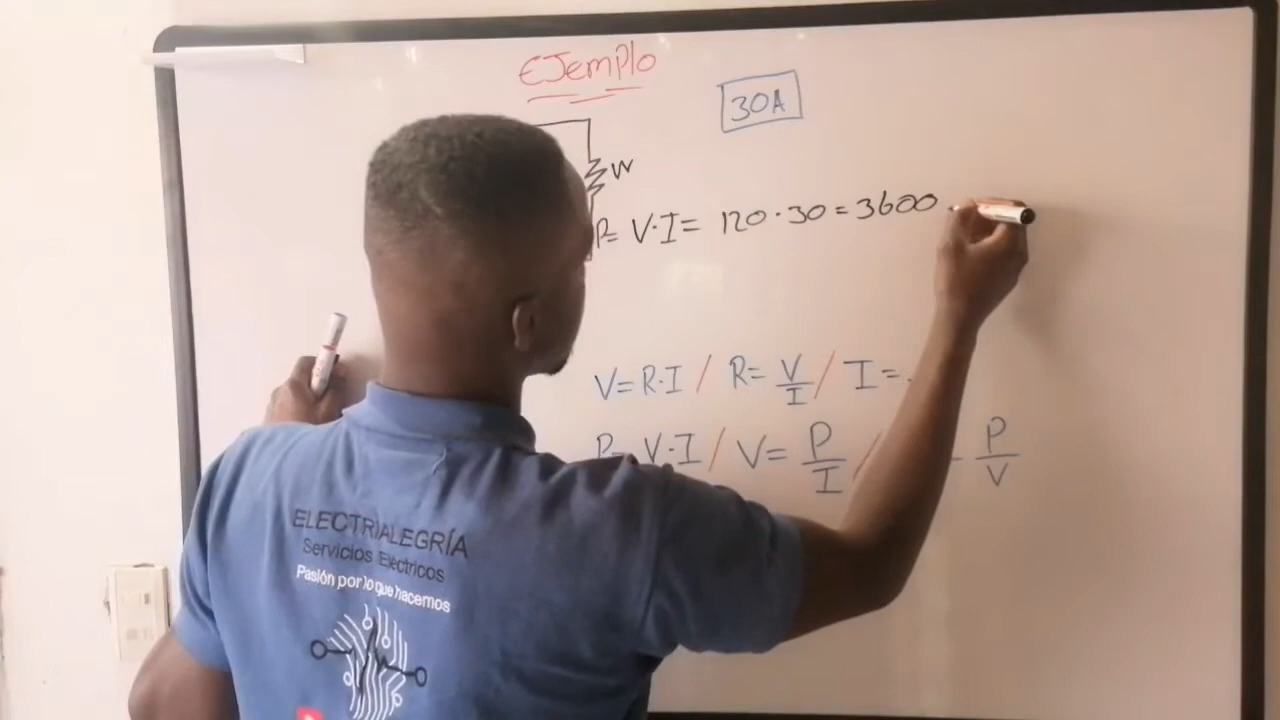 EJemplo
30A
W
P= V·I= 120·30=3600
V=R·I / R= V/I / I=
P= V·I / V= P/I / P/V
ELECTRIALEGRÍA
Servicios Eléctricos
Pasión por lo que hacemos